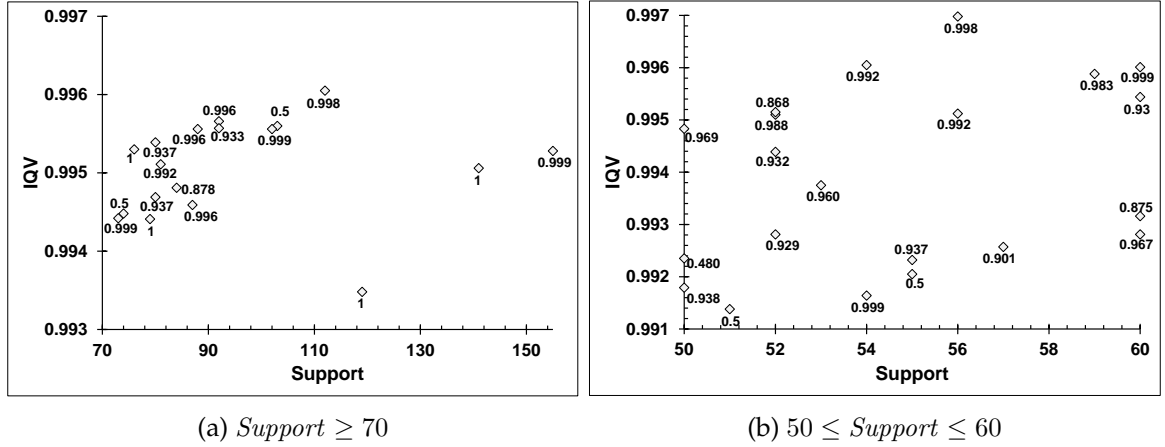 0.997
0.996
0.995
0.994
0.993
IQV
70 90 110 130 150
Support
0.998
0.996
0.5
0.996 0.933 0.999
1 0.937
0.992
0.999
1
0.878
0.5 0.937 0.996
0.999 1
1
(a) Support ≥ 70
0.997
0.996
0.995
0.994
0.993
0.992
0.991
IQV
50 52 54 56 58 60
Support
0.998
0.992 0.983 0.999
0.93
0.868
0.969 0.988 0.992
0.932
0.960
0.875
0.929 0.937 0.901 0.967
0.480
0.5
0.938 0.999
0.5
(b) 50 ≤ Support ≤ 60